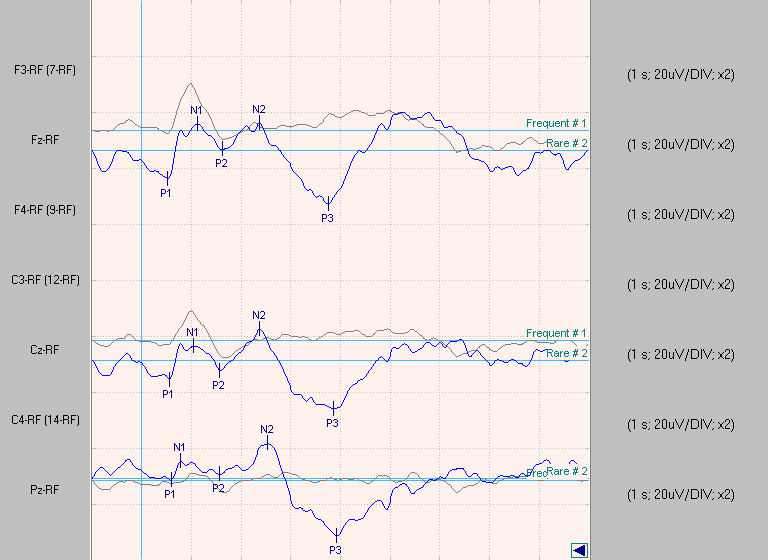 F3-RF (7-RF) (1 s; 20uV/DIV; x2)
N1 N2
Frequent # 1
Fz-RF Rare # 2 (1 s; 20uV/DIV; x2)
P2
P1
F4-RF (9-RF) P3 (1 s; 20uV/DIV; x2)
C3-RF (12-RF) (1 s; 20uV/DIV; x2)
N2
N1 Frequent # 1
Cz-RF Rare # 2 (1 s; 20uV/DIV; x2)
P1 P2
C4-RF (14-RF) P3 (1 s; 20uV/DIV; x2)
N2
N1
Freq Rare # 2
Pz-RF P1 P2 (1 s; 20uV/DIV; x2)
P3